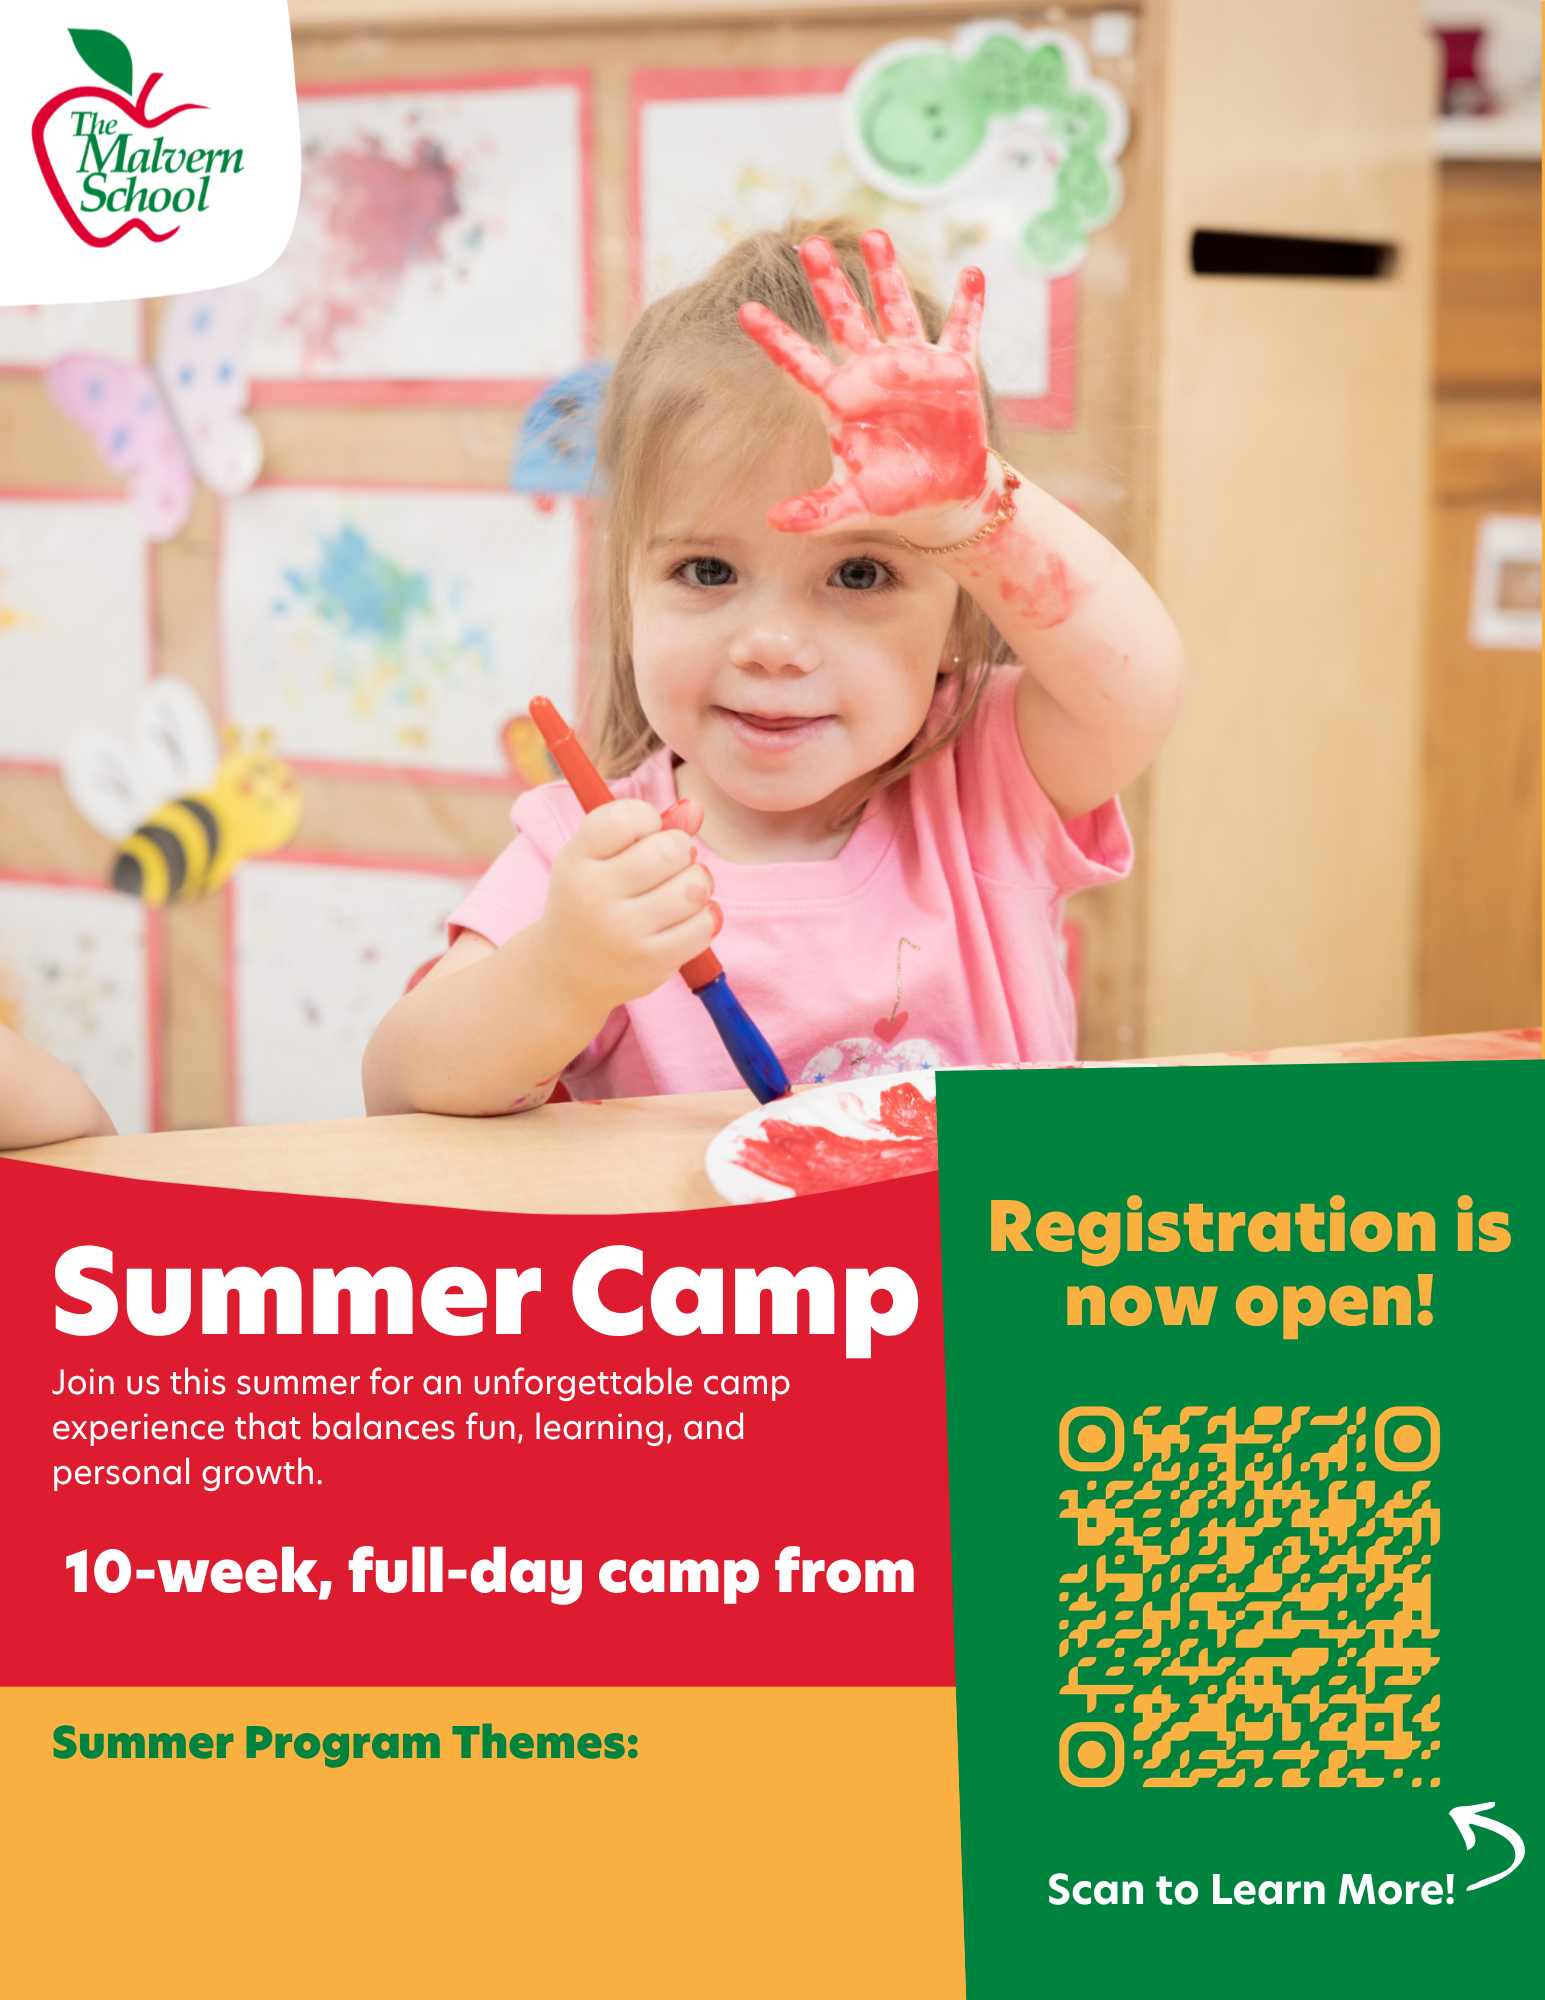 The
Malvern
School
Summer Camp
Join us this summer for an unforgettable camp
experience that balances fun, learning, and
personal growth.
10-week, full-day camp from
Summer Program Themes:
Registration is
now open!
Scan to Learn More!